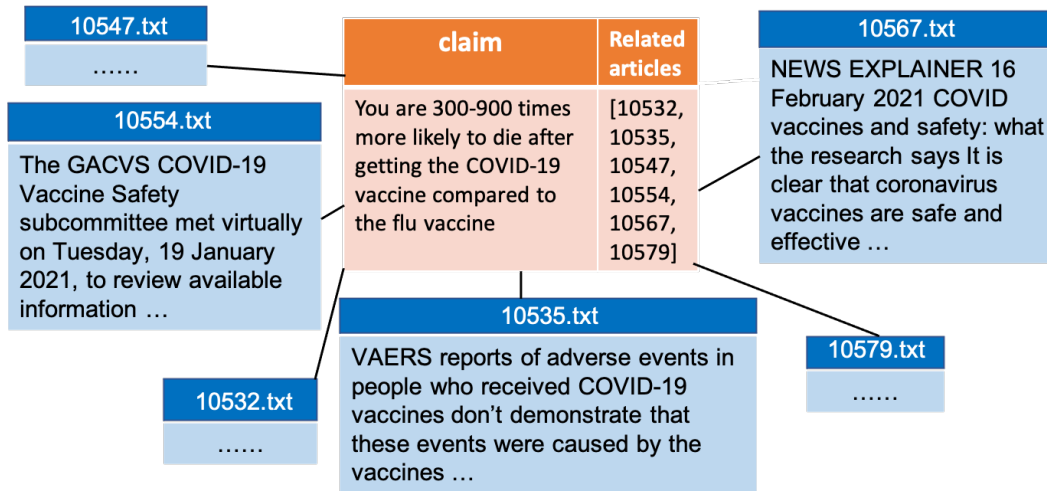 10547.txt
……
10554.txt
The GACVS COVID-19
Vaccine Safety
subcommittee met virtually
on Tuesday, 19 January
2021, to review available
information …
10532.txt
……
claim
Related
articles
You are 300-900 times
more likely to die after
getting the COVID-19
vaccine compared to
the flu vaccine
[10532,
10535,
10547,
10554,
10567,
10579]
10535.txt
VAERS reports of adverse events in
people who received COVID-19
vaccines don’t demonstrate that
these events were caused by the
vaccines …
10567.txt
NEWS EXPLAINER 16
February 2021 COVID
vaccines and safety: what
the research says It is
clear that coronavirus
vaccines are safe and
effective …
10579.txt
……